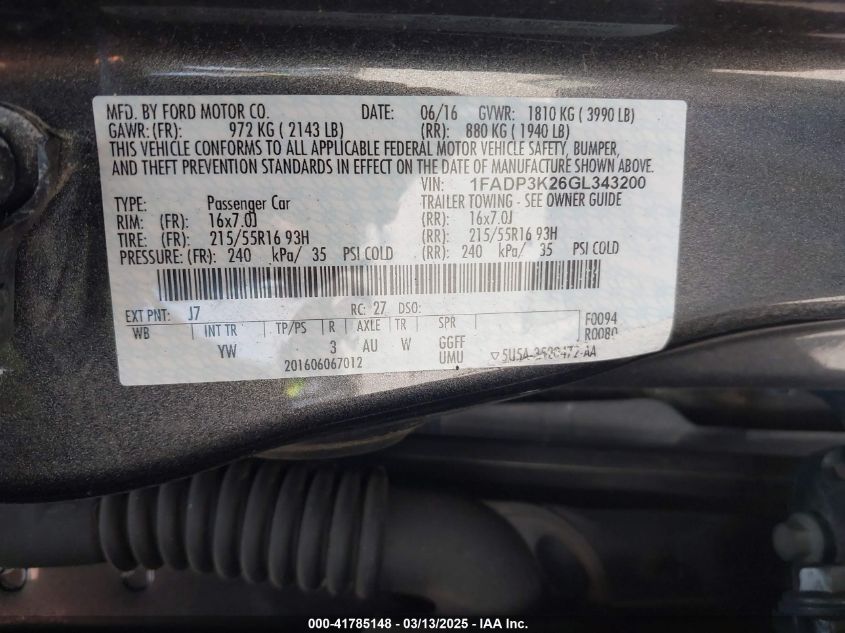 MFD. BY FORD MOTOR CO. DATE: 06/16 GVWR: 1810 KG ( 3990 LB)
GAWR:(FR): 972 KG ( 2143 LB) (RR): 880 KG ( 1940 LB)
THIS VEHICLE CONFORMS TO ALL APPLICABLE FEDERAL MOTOR VEHICLE SAFETY, BUMPER,
AND THEFT PREVENTION STANDARDS IN EFFECT ON THE DATE OF MANUFACTURE SHOWN ABOVE.
VIN: 1FADP3K26GL343200
TYPE: Passenger Car TRAILER TOWING - SEE OWNER GUIDE
RIM: (FR): 16x7.0J (RR): 16x7.0J
TIRE: (FR): 215/55R16 93H (RR): 215/55R16 93H
PRESSURE: (FR): 240 kPa/ 35 PSI COLD (RR): 240 kPa/ 35 PSI COLD
EXT PNT: J7 RC: 27 DSO:
WB INT TR TP/PS R AXLE TR SPR F0094
YW 3 AU W GGFF R0080
201606067012 UMU
000-41785148 - 03/13/2025 - IAA Inc.